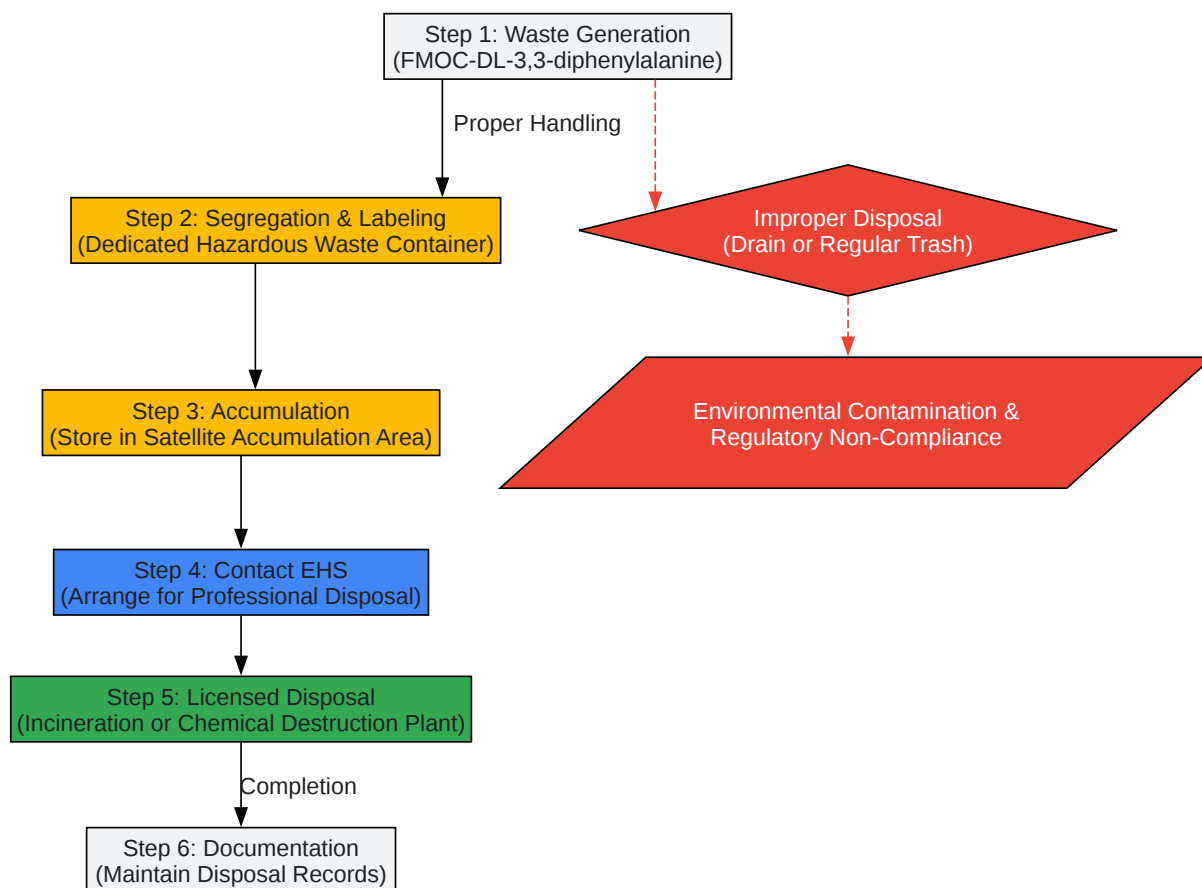 Step 1: Waste Generation
(FMOC-DL-3,3-diphenylalanine)
Proper Handling
Step 2: Segregation & Labeling
(Dedicated Hazardous Waste Container)
Improper Disposal
(Drain or Regular Trash)
Step 3: Accumulation
(Store in Satellite Accumulation Area)
Environmental Contamination &
Regulatory Non-Compliance
Step 4: Contact EHS
(Arrange for Professional Disposal)
Step 5: Licensed Disposal
(Incineration or Chemical Destruction Plant)
Completion
Step 6: Documentation
(Maintain Disposal Records)